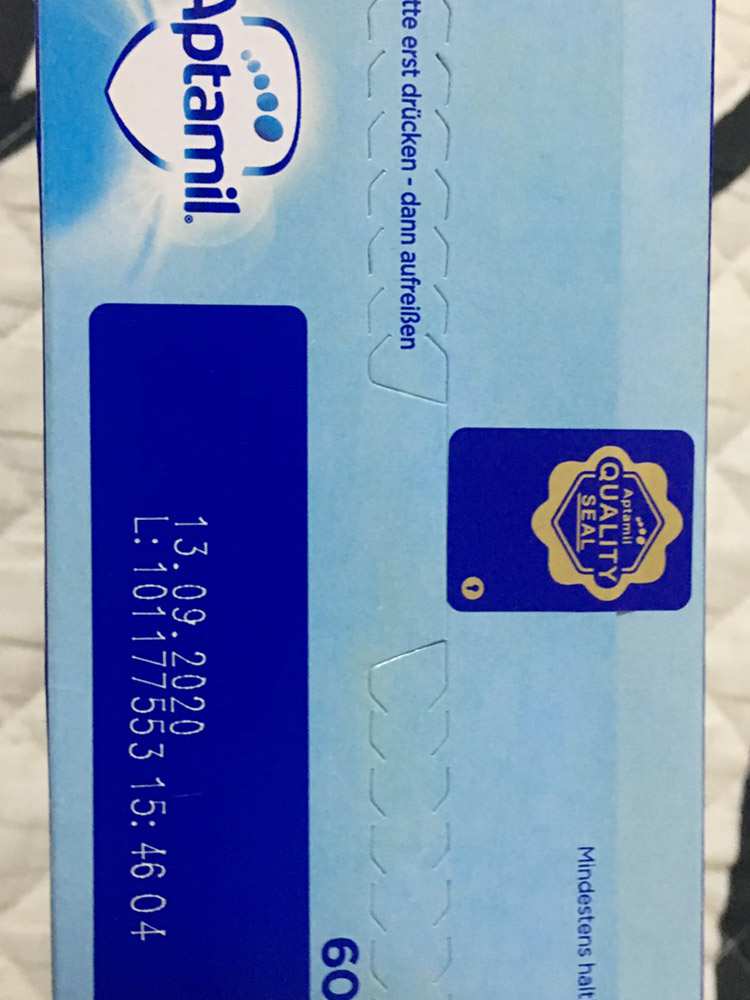 Aptamil
tte erst drücken - dann aufreißen
Aptamil
QUALITY
SEAL
13.09.2020
L: 101177553 15: 46 04
Mindestens halt
60